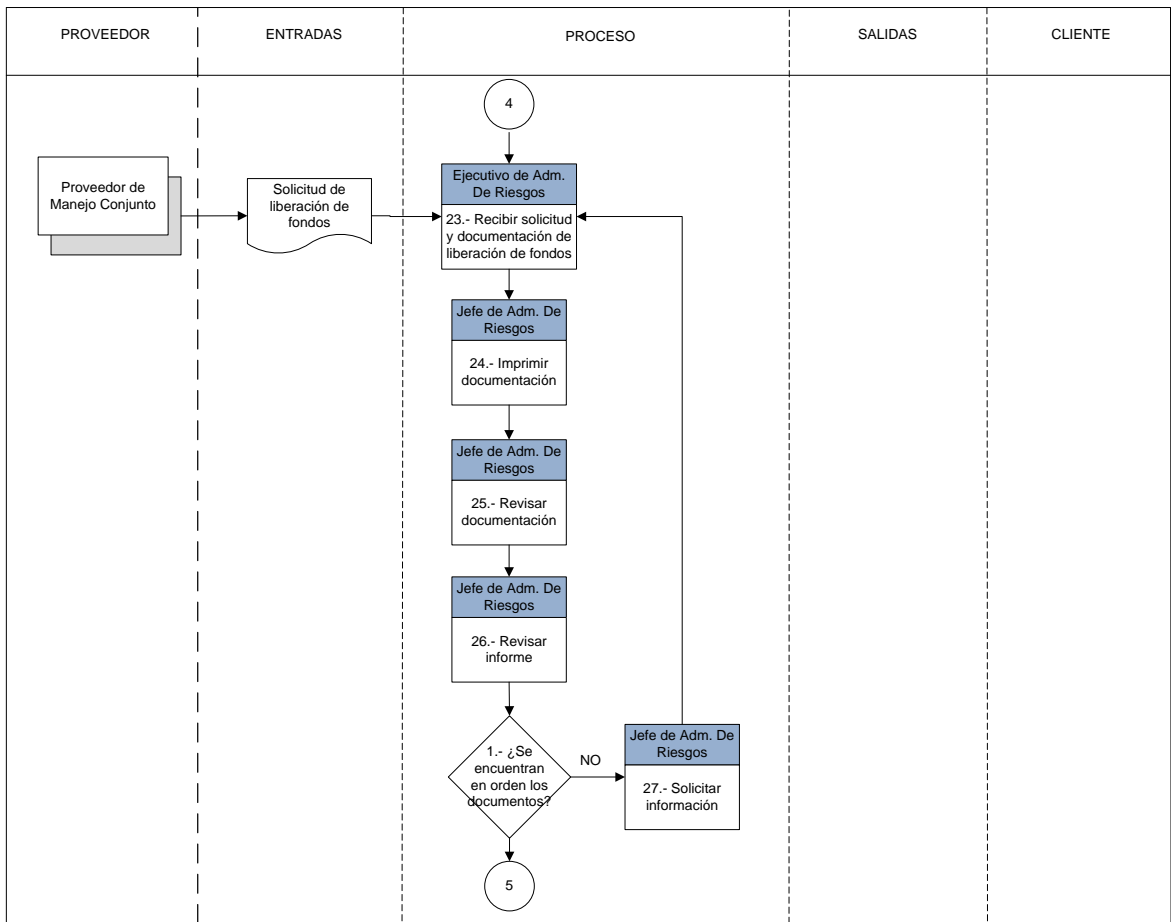 PROVEEDOR
ENTRADAS
PROCESO
SALIDAS
CLIENTE
4
Proveedor de
Manejo Conjunto
Solicitud de
liberación de
fondos
Ejecutivo de Adm.
De Riesgos
23.- Recibir solicitud
y documentación de
liberación de fondos
Jefe de Adm. De
Riesgos
24.- Imprimir
documentación
Jefe de Adm. De
Riesgos
25.- Revisar
documentación
Jefe de Adm. De
Riesgos
26.- Revisar
informe
1.- ¿Se
encuentran
en orden los
documentos?
NO
Jefe de Adm. De
Riesgos
27.- Solicitar
información
5